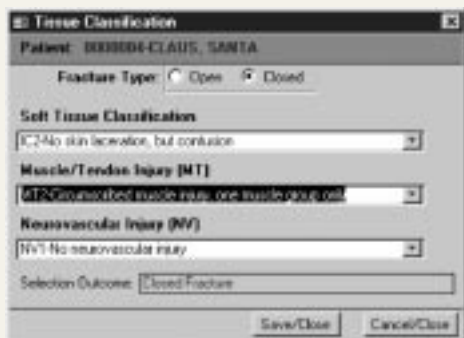 Tissue Classification
Patient: 0000004-CLAUS, SANTA
Fracture Type: Open Closed
Soft Tissue Classification
IC2-No skin laceration, but contusion
Muscle/Tendon Injury (MT)
MT2-Circumscribed muscle injury, one muscle group only
Neurovascular Injury (NV)
NV1-No neurovascular injury
Selection Outcome: Closed Fracture
Save/Close Cancel/Close